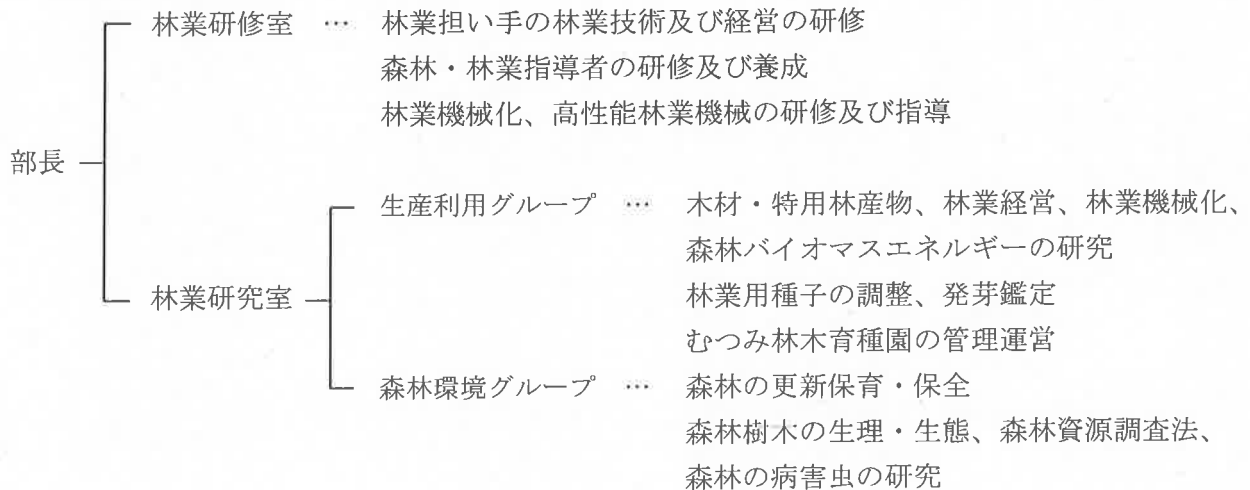 林業研修室 … 林業担い手の林業技術及び経営の研修
森林・林業指導者の研修及び養成
林業機械化、高性能林業機械の研修及び指導
部長
生産利用グループ … 木材・特用林産物、林業経営、林業機械化、
森林バイオマスエネルギーの研究
林業研究室 林業用種子の調整、発芽鑑定
むつみ林木育種園の管理運営
森林環境グループ … 森林の更新保育・保全
森林樹木の生理・生態、森林資源調査法、
森林の病害虫の研究